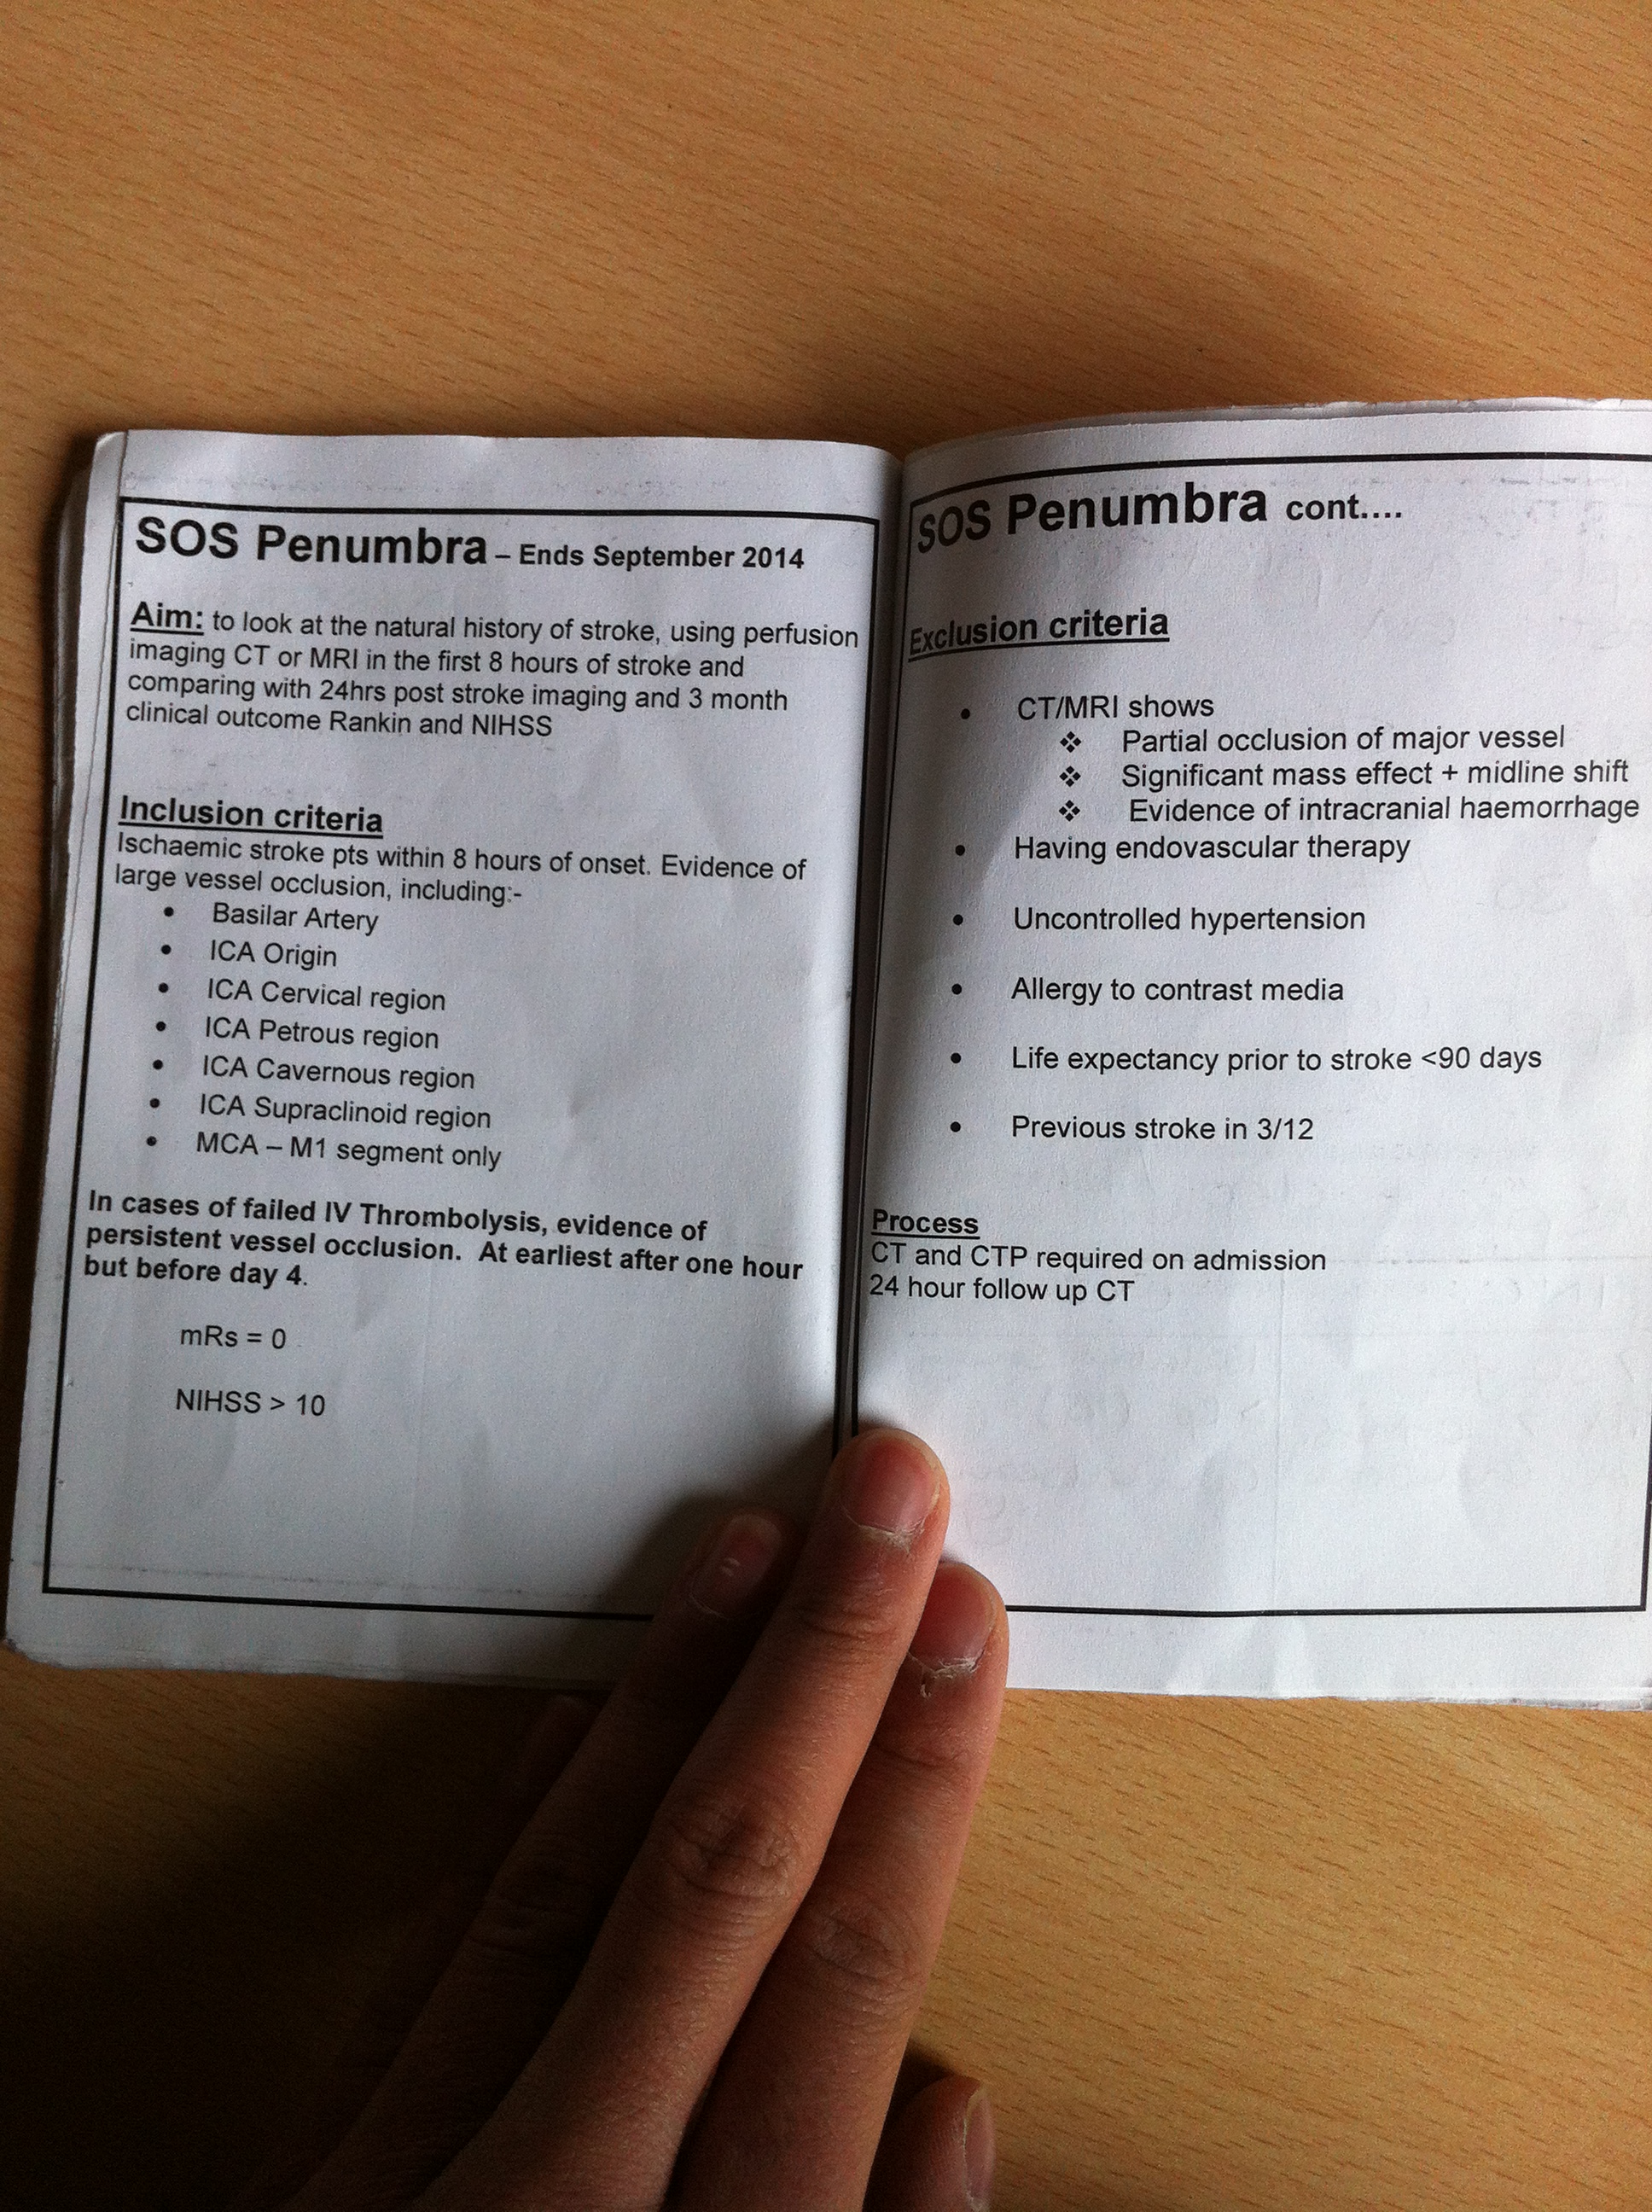 SOS Penumbra – Ends September 2014
Aim: to look at the natural history of stroke, using perfusion
imaging CT or MRI in the first 8 hours of stroke and
comparing with 24hrs post stroke imaging and 3 month
clinical outcome Rankin and NIHSS
Inclusion criteria
Ischaemic stroke pts within 8 hours of onset. Evidence of
large vessel occlusion, including:-
• Basilar Artery
• ICA Origin
• ICA Cervical region
• ICA Petrous region
• ICA Cavernous region
• ICA Supraclinoid region
• MCA – M1 segment only
In cases of failed IV Thrombolysis, evidence of
persistent vessel occlusion. At earliest after one hour
but before day 4.
mRs = 0
NIHSS > 10
SOS Penumbra cont....
Exclusion criteria
• CT/MRI shows
❖ Partial occlusion of major vessel
❖ Significant mass effect + midline shift
❖ Evidence of intracranial haemorrhage
• Having endovascular therapy
• Uncontrolled hypertension
• Allergy to contrast media
• Life expectancy prior to stroke <90 days
• Previous stroke in 3/12
Process
CT and CTP required on admission
24 hour follow up CT